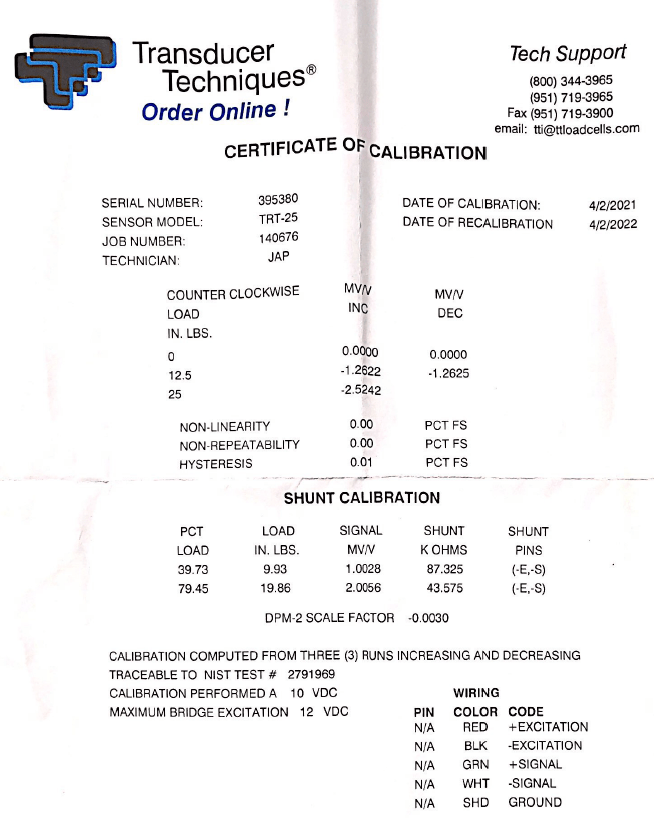 Transducer
Techniques®
Order Online !
Tech Support
(800) 344-3965
(951) 719-3965
Fax (951) 719-3900
email: tti@ttloadcells.com
CERTIFICATE OF CALIBRATION
SERIAL NUMBER: 395380 DATE OF CALIBRATION: 4/2/2021
SENSOR MODEL: TRT-25 DATE OF RECALIBRATION 4/2/2022
JOB NUMBER: 140676
TECHNICIAN: JAP
COUNTER CLOCKWISE MV/V MV/V
LOAD INC DEC
IN. LBS.
0 0.0000 0.0000
12.5 -1.2622 -1.2625
25 -2.5242
NON-LINEARITY 0.00 PCT FS
NON-REPEATABILITY 0.00 PCT FS
HYSTERESIS 0.01 PCT FS
SHUNT CALIBRATION
PCT LOAD SIGNAL SHUNT SHUNT
LOAD IN. LBS. MV/V K OHMS PINS
39.73 9.93 1.0028 87.325 (-E,-S)
79.45 19.86 2.0056 43.575 (-E,-S)
DPM-2 SCALE FACTOR -0.0030
CALIBRATION COMPUTED FROM THREE (3) RUNS INCREASING AND DECREASING
TRACEABLE TO NIST TEST # 2791969
CALIBRATION PERFORMED A 10 VDC
MAXIMUM BRIDGE EXCITATION 12 VDC
WIRING
PIN COLOR CODE
N/A RED +EXCITATION
N/A BLK -EXCITATION
N/A GRN +SIGNAL
N/A WHT -SIGNAL
N/A SHD GROUND